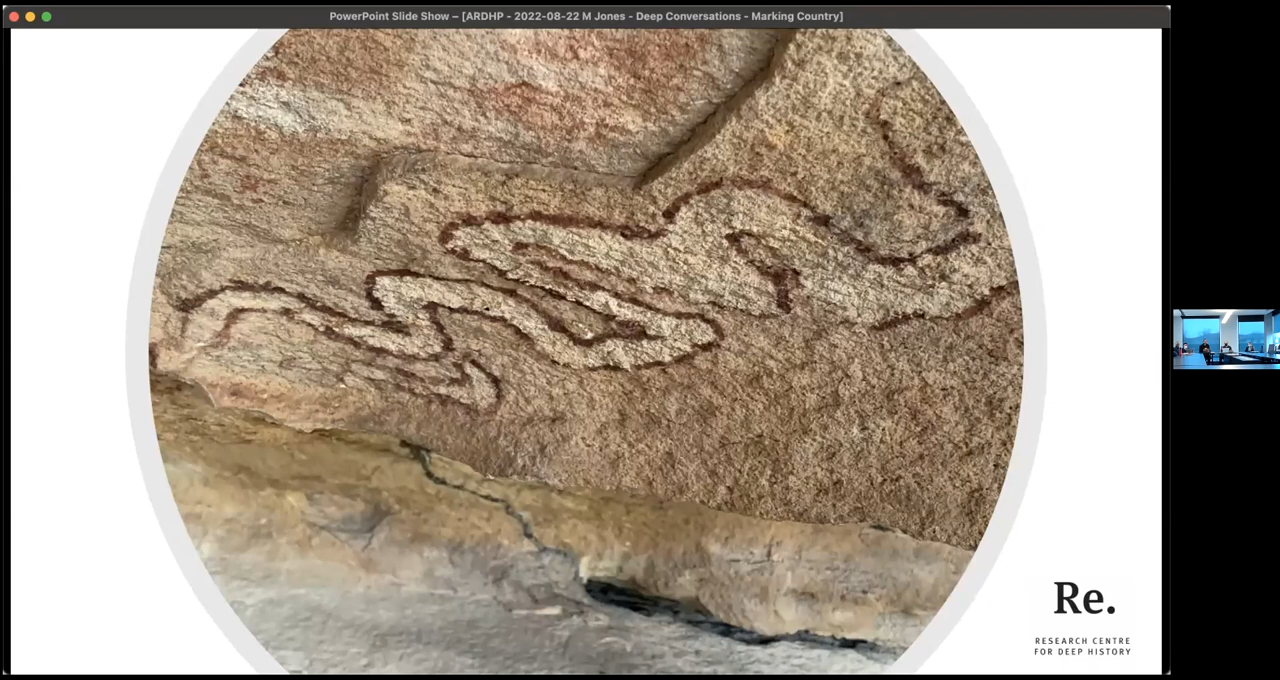 PowerPoint Slide Show – [ARDHP - 2022-08-22 M Jones - Deep Conversations - Marking Country]
Re.
RESEARCH CENTRE
FOR DEEP HISTORY